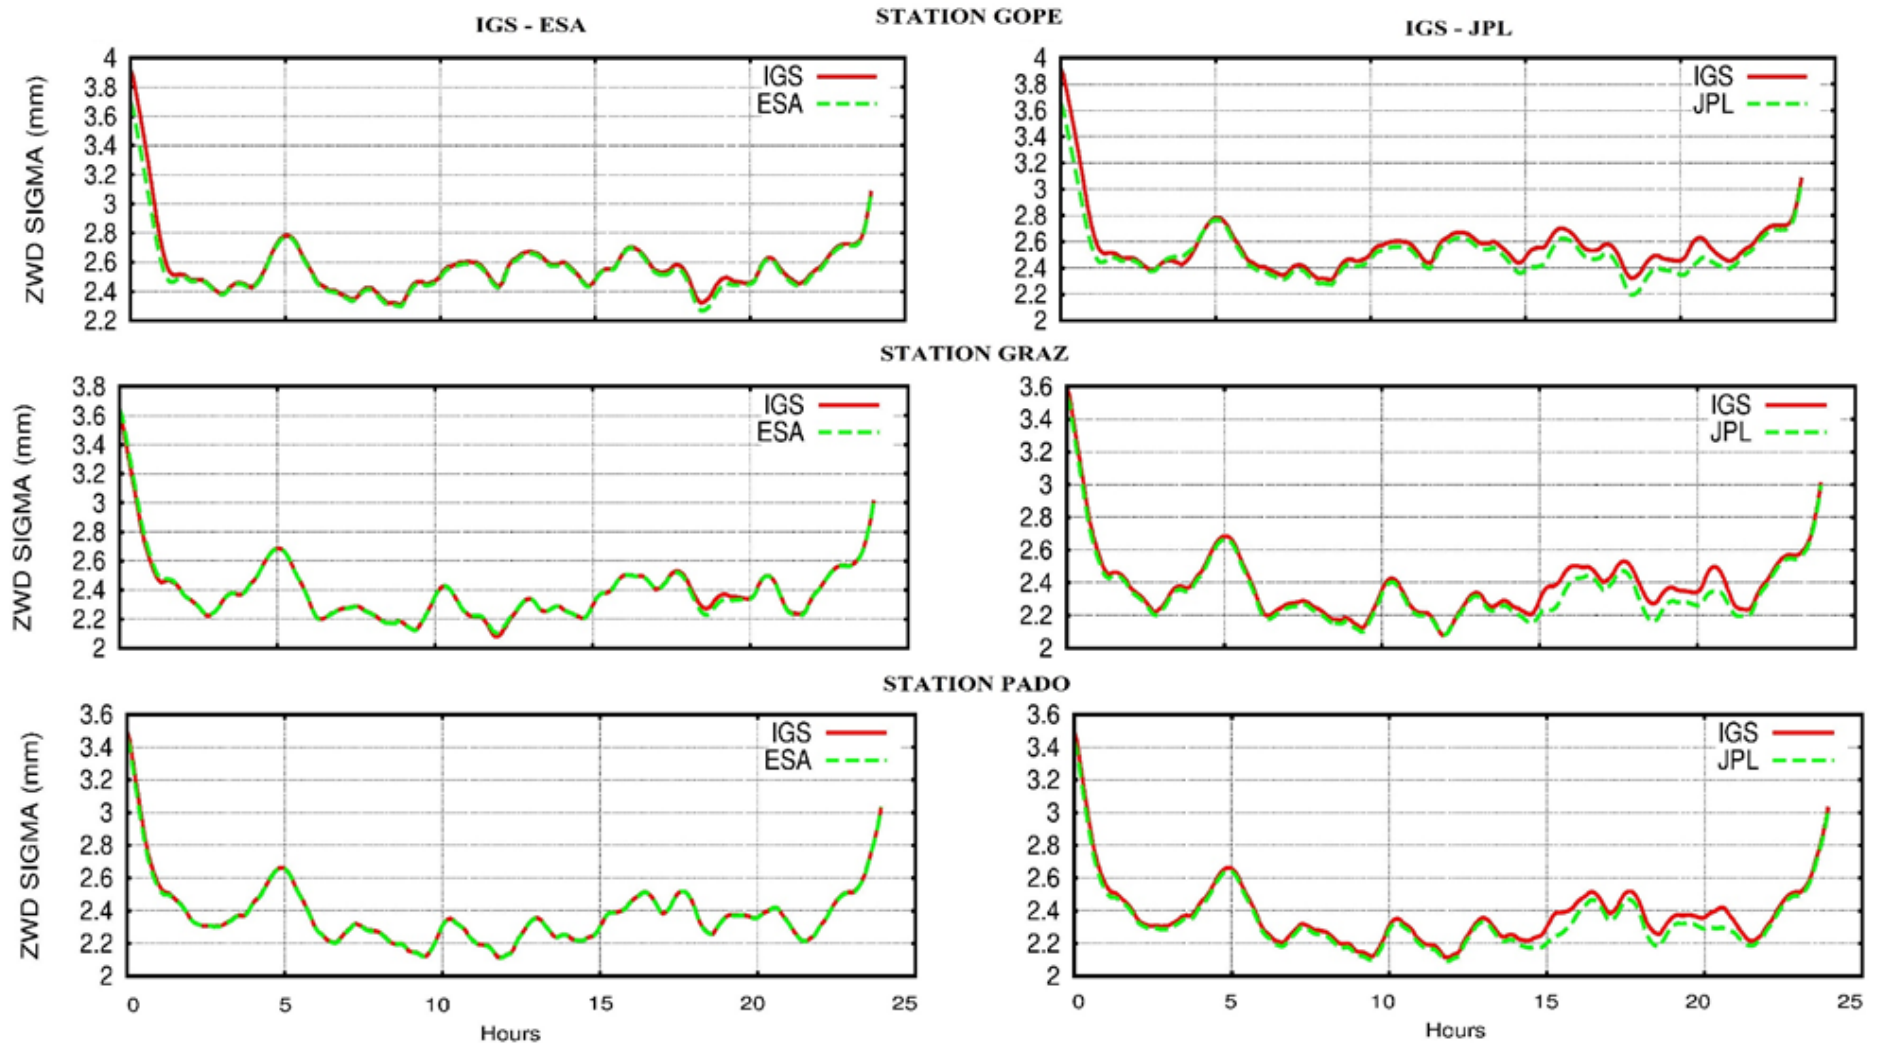 STATION GOPE
IGS - ESA
IGS - JPL
ZWD SIGMA (mm)
4
3.8
3.6
3.4
3.2
3
2.8
2.6
2.4
2.2
IGS
ESA
4
3.8
3.6
3.4
3.2
3
2.8
2.6
2.4
2.2
2
IGS
JPL
STATION GRAZ
ZWD SIGMA (mm)
3.8
3.6
3.4
3.2
3
2.8
2.6
2.4
2.2
2
IGS
ESA
3.6
3.4
3.2
3
2.8
2.6
2.4
2.2
2
IGS
JPL
STATION PADO
ZWD SIGMA (mm)
3.6
3.4
3.2
3
2.8
2.6
2.4
2.2
2
IGS
ESA
0 5 10 15 20 25
Hours
3.6
3.4
3.2
3
2.8
2.6
2.4
2.2
2
IGS
JPL
0 5 10 15 20 25
Hours